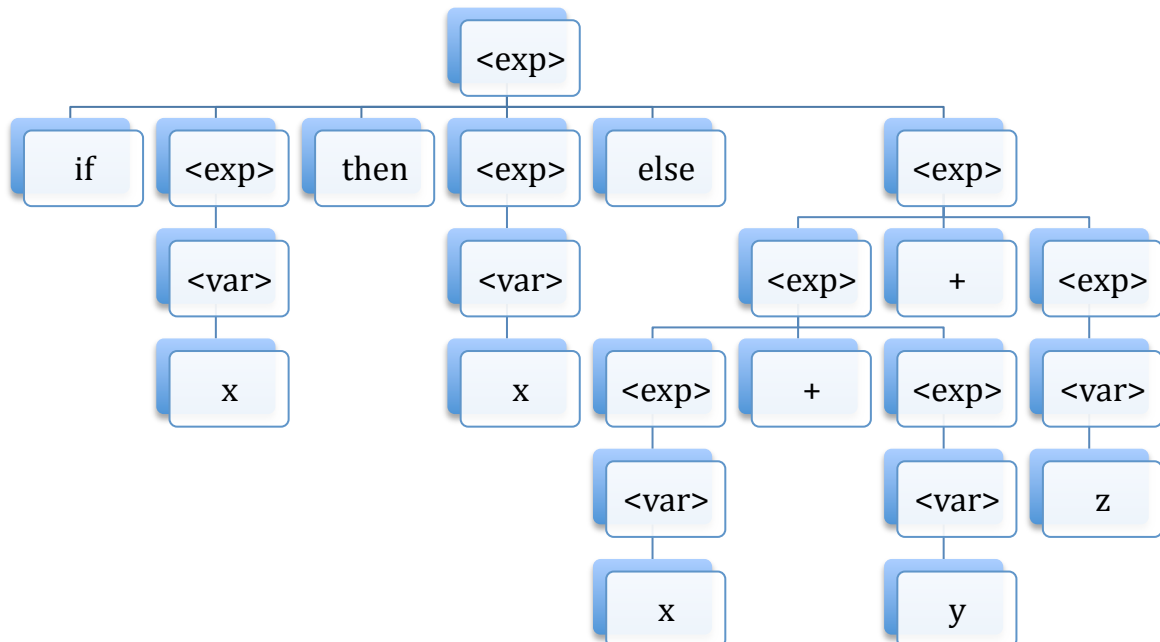 <exp>
if <exp> then <exp> else <exp>
<var> <var> <exp> + <exp>
x x <exp> + <exp> <var>
<var> <var> z
x y